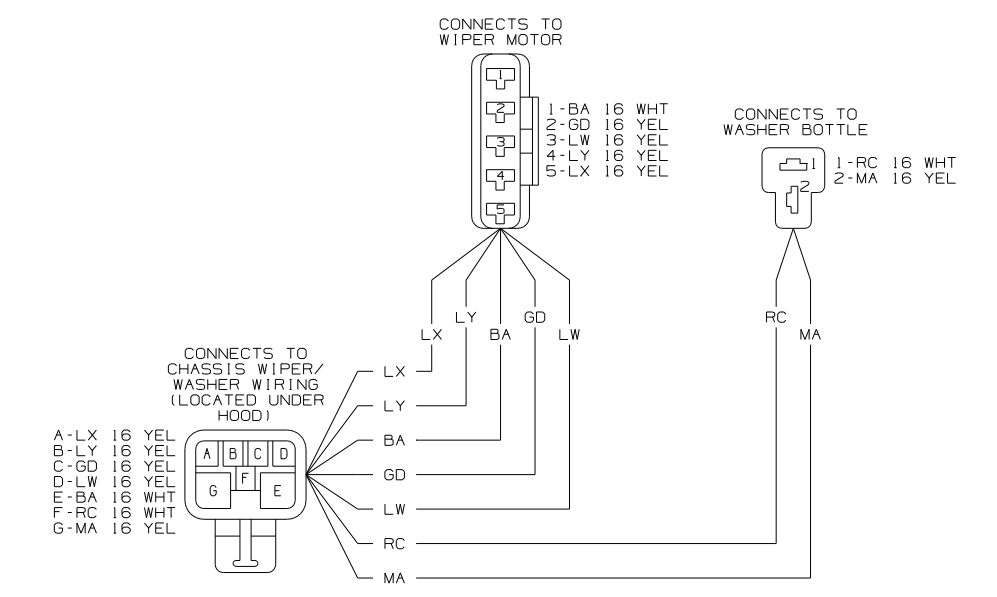 CONNECTS TO
WIPER MOTOR
1
2
3
4
5
1-BA 16 WHT
2-GD 16 YEL
3-LW 16 YEL
4-LY 16 YEL
5-LX 16 YEL
CONNECTS TO
WASHER BOTTLE
1
2
1-RC 16 WHT
2-MA 16 YEL
LX
LY
BA
GD
LW
RC
MA
CONNECTS TO
CHASSIS WIPER/
WASHER WIRING
(LOCATED UNDER
HOOD)
A-LX 16 YEL
B-LY 16 YEL
C-GD 16 YEL
D-LW 16 YEL
E-BA 16 WHT
F-RC 16 WHT
G-MA 16 YEL
A B C D
F
G E
LX
LY
BA
GD
LW
RC
MA